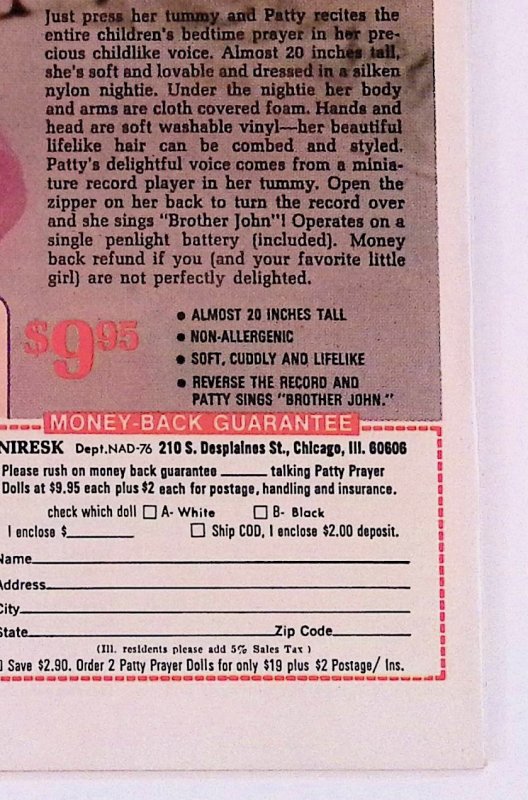 Just press her tummy and Patty recites the
entire children's bedtime prayer in her pre-
cious childlike voice. Almost 20 inches tall,
she's soft and lovable and dressed in a silken
nylon nightie. Under the nightie her body
and arms are cloth covered foam. Hands and
head are soft washable vinyl—her beautiful
lifelike hair can be combed and styled.
Patty's delightful voice comes from a minia-
ture record player in her tummy. Open the
zipper on her back to turn the record over
and she sings "Brother John"! Operates on a
single penlight battery (included). Money
back refund if you (and your favorite little
girl) are not perfectly delighted.
$9.95
• ALMOST 20 INCHES TALL
• NON-ALLERGENIC
• SOFT, CUDDLY AND LIFELIKE
• REVERSE THE RECORD AND
PATTY SINGS "BROTHER JOHN."
MONEY-BACK GUARANTEE
NIRESK Dept.NAD-76 210 S. Desplaines St., Chicago, Ill. 60606
Please rush on money back guarantee ______ talking Patty Prayer
Dolls at $9.95 each plus $2 each for postage, handling and insurance.
check which doll □ A- White □ B- Black
I enclose $________ □ Ship COD, I enclose $2.00 deposit.
Name
Address
City
State Zip Code
(Ill. residents please add 5% Sales Tax)
□ Save $2.90. Order 2 Patty Prayer Dolls for only $19 plus $2 Postage/ Ins.